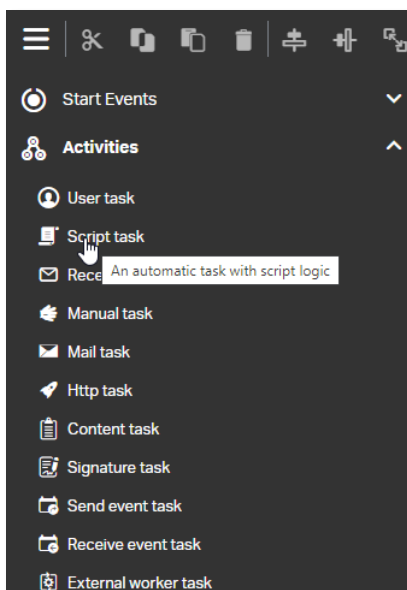 Start Events
Activities
User task
Script task
An automatic task with script logic
Rece
Manual task
Mail task
Http task
Content task
Signature task
Send event task
Receive event task
External worker task